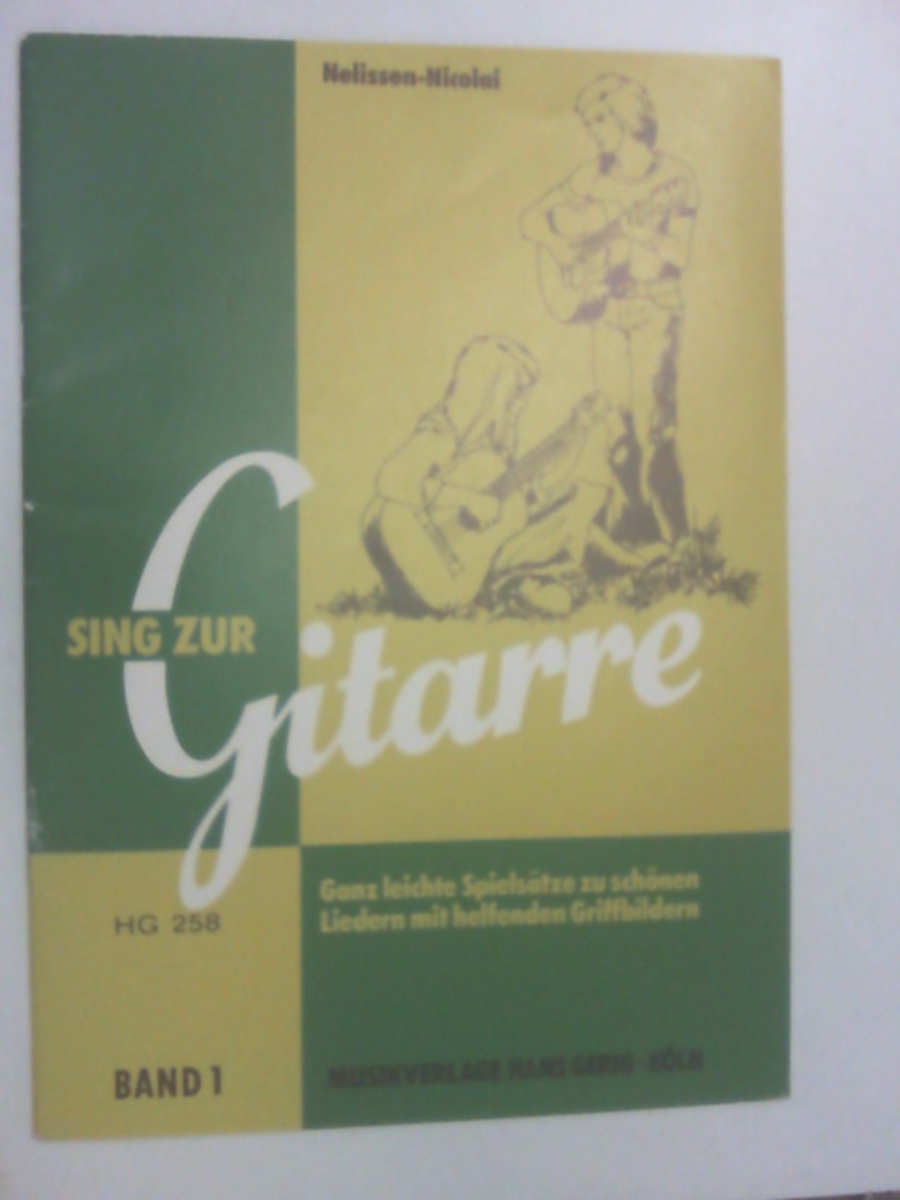 Nelissen-Nicolai
SING ZUR
Gitarre
Ganz leichte Spielsätze zu schönen
Liedern mit helfenden Griffbildern
HG 258
BAND 1
MUSIKVERLAGE HANS GERIG · KÖLN